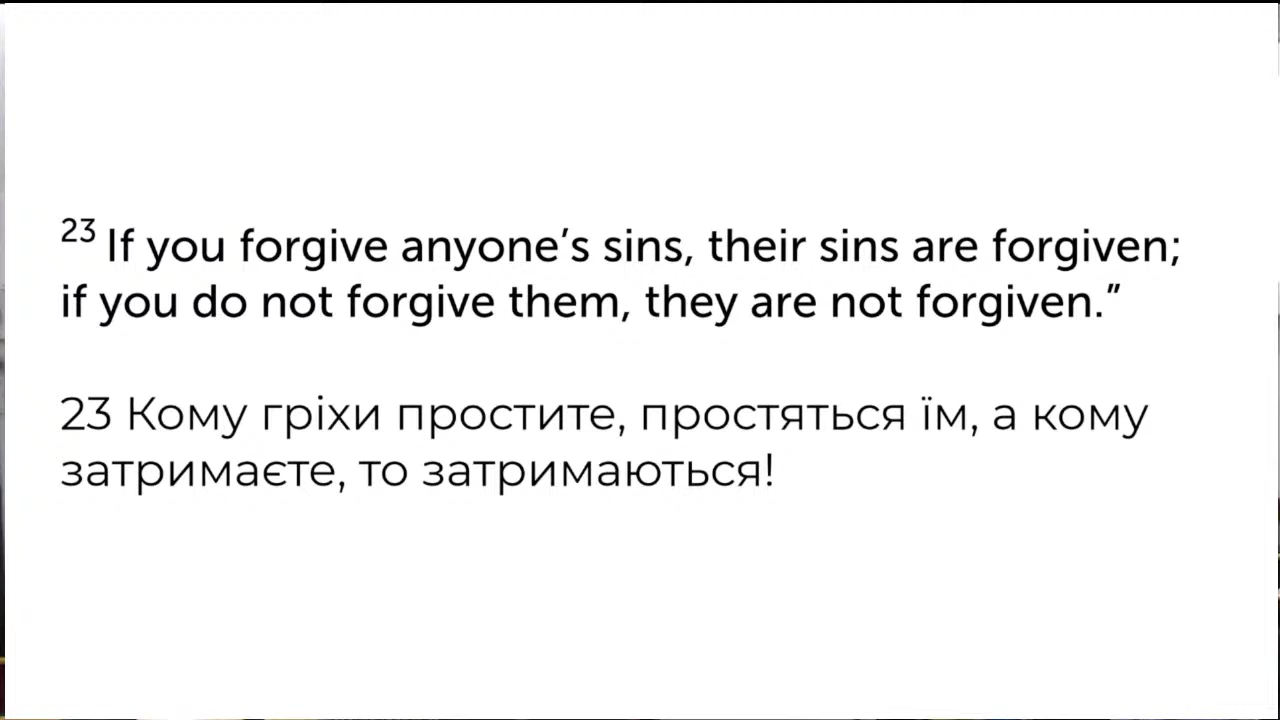 23 If you forgive anyone’s sins, their sins are forgiven;
if you do not forgive them, they are not forgiven.”
23 Кому гріхи простите, простяться їм, а кому
затримаєте, то затримаються!